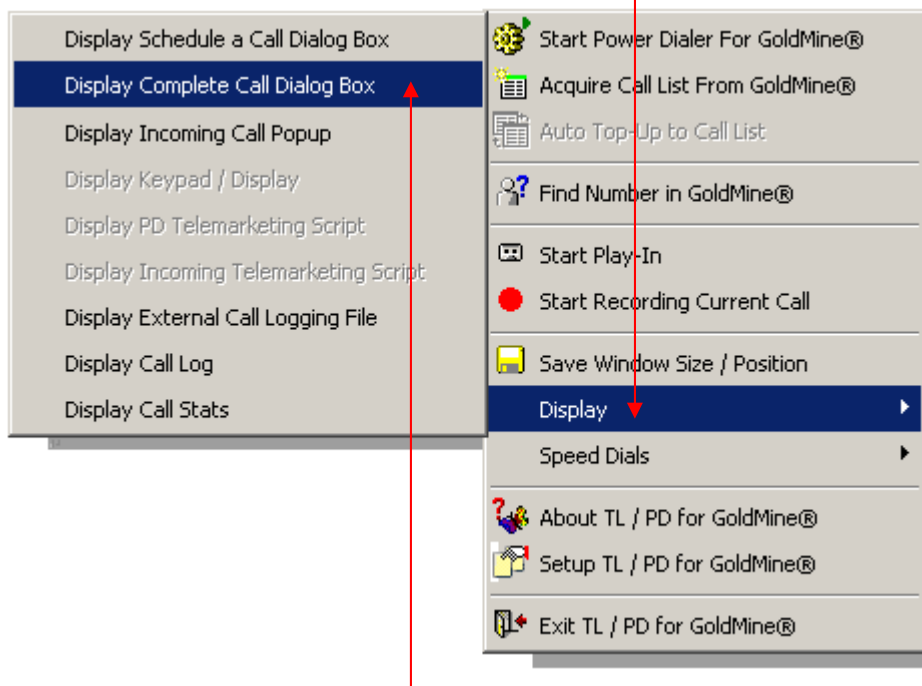 Display Schedule a Call Dialog Box
Display Complete Call Dialog Box
Display Incoming Call Popup
Display Keypad / Display
Display PD Telemarketing Script
Display Incoming Telemarketing Script
Display External Call Logging File
Display Call Log
Display Call Stats
Start Power Dialer For GoldMine®
Acquire Call List From GoldMine®
Auto Top-Up to Call List
Find Number in GoldMine®
Start Play-In
Start Recording Current Call
Save Window Size / Position
Display
Speed Dials
About TL / PD for GoldMine®
Setup TL / PD for GoldMine®
Exit TL / PD for GoldMine®